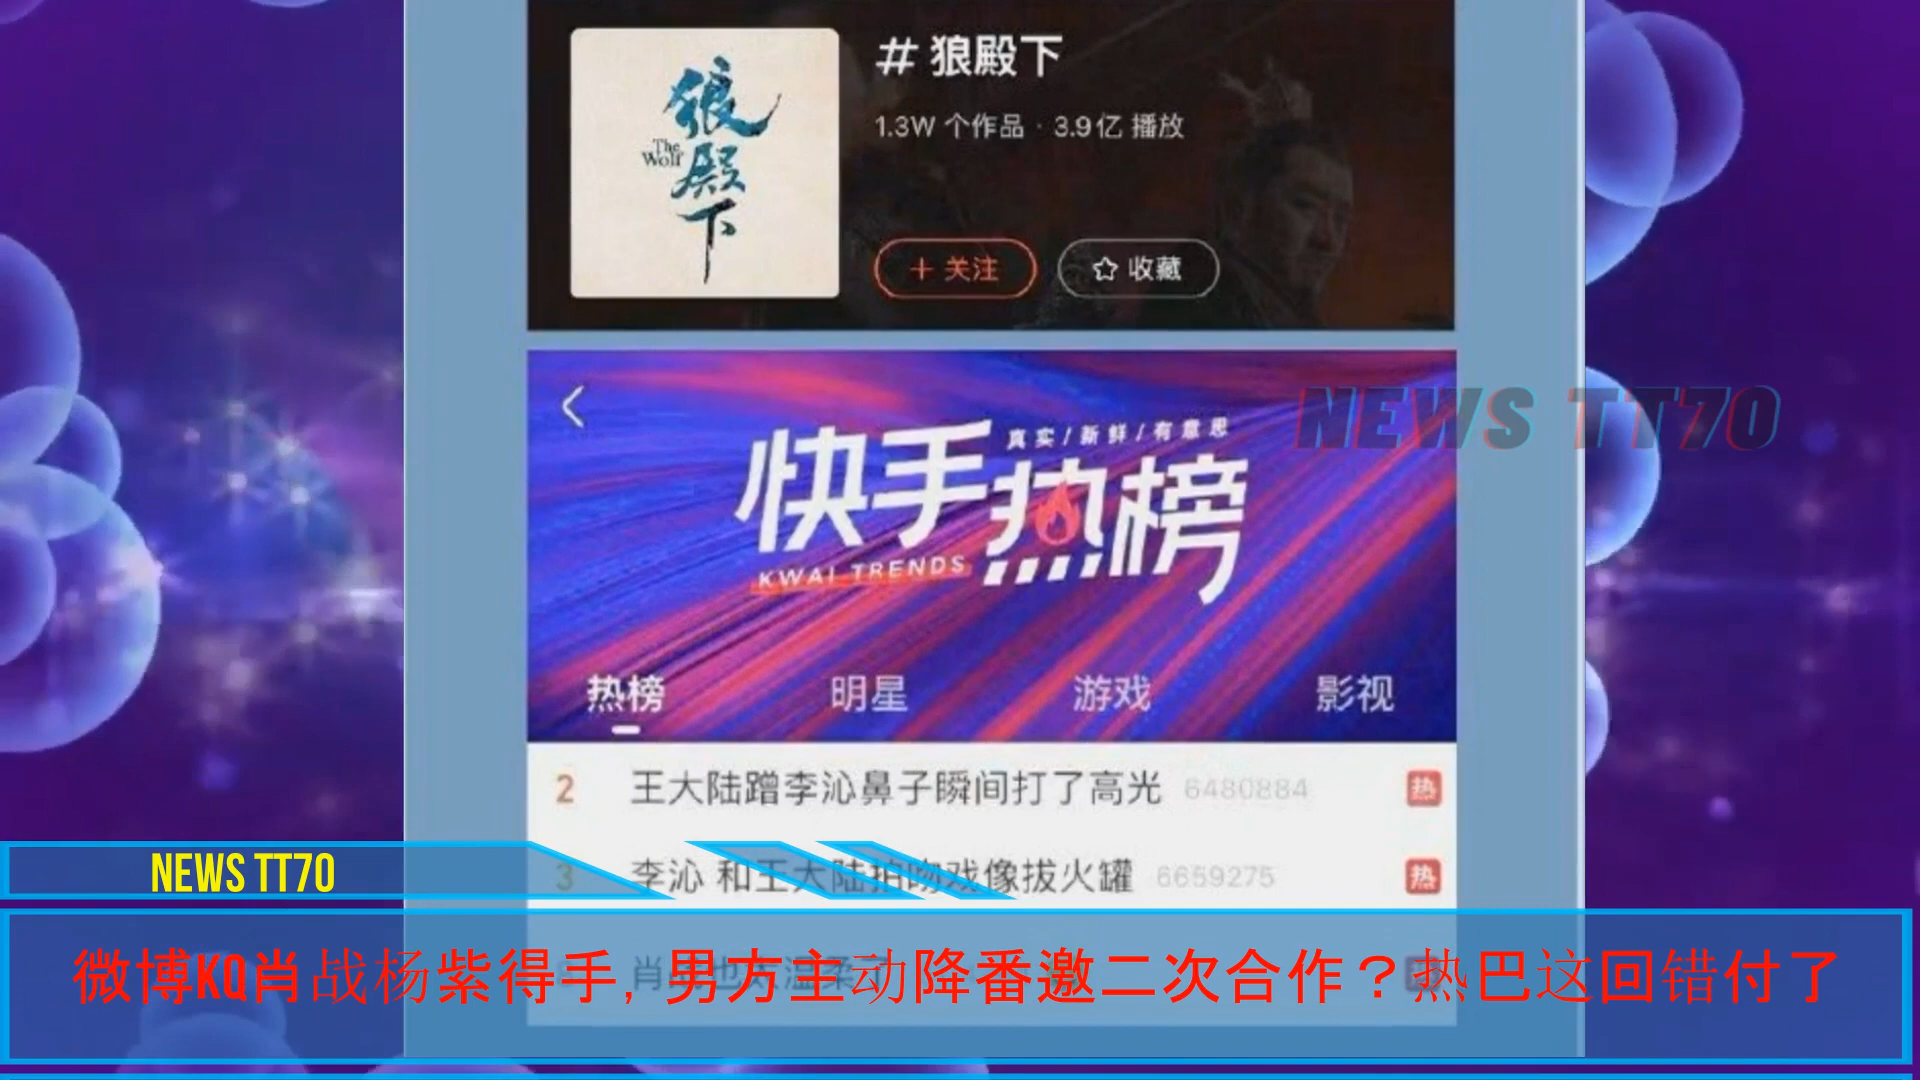 # 狼殿下
1.3W 个作品 · 3.9亿 播放
狼殿下
The
Wolf
+ 关注
☆ 收藏
真实/新鲜/有意思
快手热榜
KWAI TRENDS
NEWS TT70
热榜 明星 游戏 影视
2 王大陆蹭李沁鼻子瞬间打了高光 6480884 热
3 李沁 和王大陆拍吻戏像拔火罐 6659275 热
NEWS TT70
微博KQ肖战杨紫得手,男方主动降番邀二次合作？热巴这回错付了